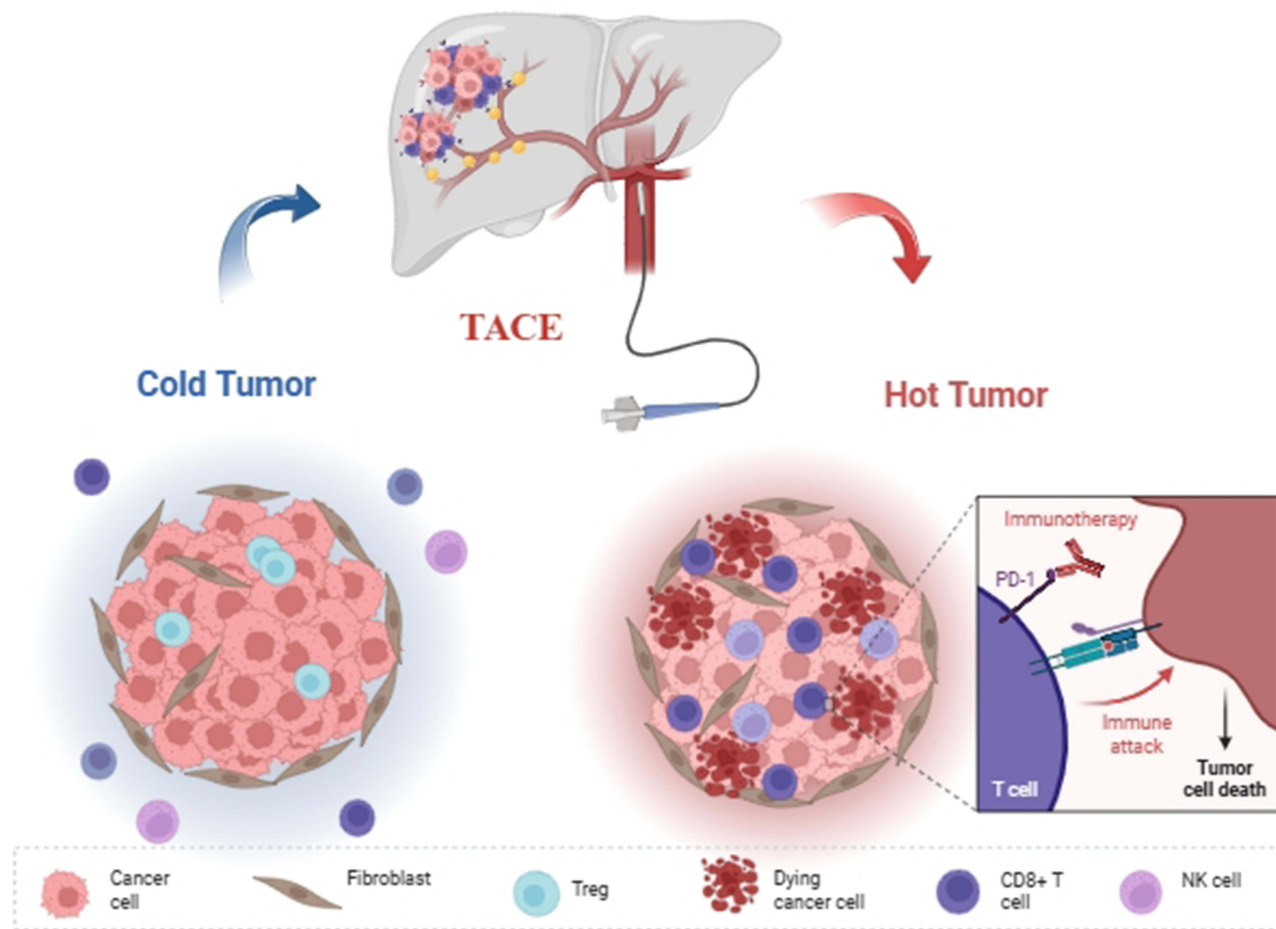 TACE
Cold Tumor
Hot Tumor
Immunotherapy
PD-1
Immune
attack
T cell
Tumor
cell death
Cancer
cell
Fibroblast
Treg
Dying
cancer cell
CD8+ T
cell
NK cell